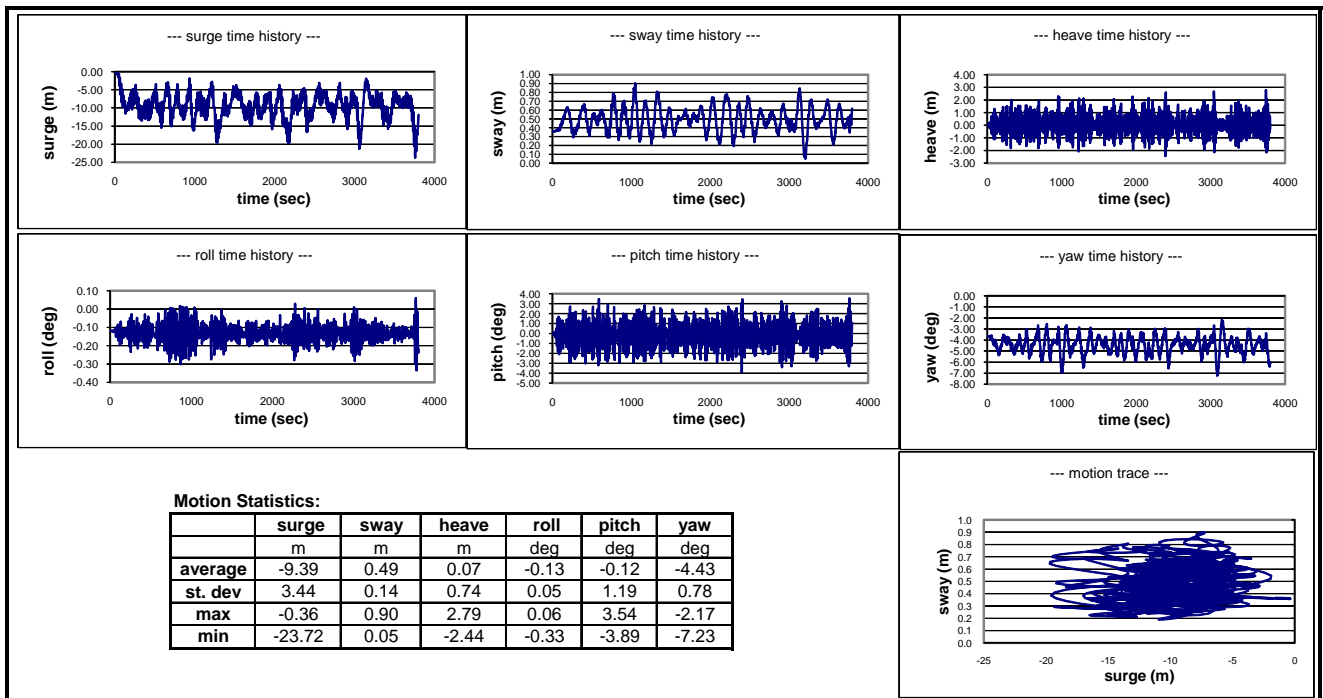 --- surge time history ---
surge (m)
0.00
-5.00
-10.00
-15.00
-20.00
-25.00
0 1000 2000 3000 4000
time (sec)
--- sway time history ---
sway (m)
1.00
0.90
0.80
0.70
0.60
0.50
0.40
0.30
0.20
0.10
0.00
0 1000 2000 3000 4000
time (sec)
--- heave time history ---
heave (m)
4.00
3.00
2.00
1.00
0.00
-1.00
-2.00
-3.00
0 1000 2000 3000 4000
time (sec)
--- roll time history ---
roll (deg)
0.10
0.00
-0.10
-0.20
-0.30
-0.40
0 1000 2000 3000 4000
time (sec)
--- pitch time history ---
pitch (deg)
4.00
3.00
2.00
1.00
0.00
-1.00
-2.00
-3.00
-4.00
-5.00
0 1000 2000 3000 4000
time (sec)
--- yaw time history ---
yaw (deg)
0.00
-1.00
-2.00
-3.00
-4.00
-5.00
-6.00
-7.00
-8.00
0 1000 2000 3000 4000
time (sec)
Motion Statistics:
surge sway heave roll pitch yaw
m m m deg deg deg
average -9.39 0.49 0.07 -0.13 -0.12 -4.43
st. dev 3.44 0.14 0.74 0.05 1.19 0.78
max -0.36 0.90 2.79 0.06 3.54 -2.17
min -23.72 0.05 -2.44 -0.33 -3.89 -7.23
--- motion trace ---
sway (m)
1.0
0.9
0.8
0.7
0.6
0.5
0.4
0.3
0.2
0.1
0.0
-25 -20 -15 -10 -5 0
surge (m)